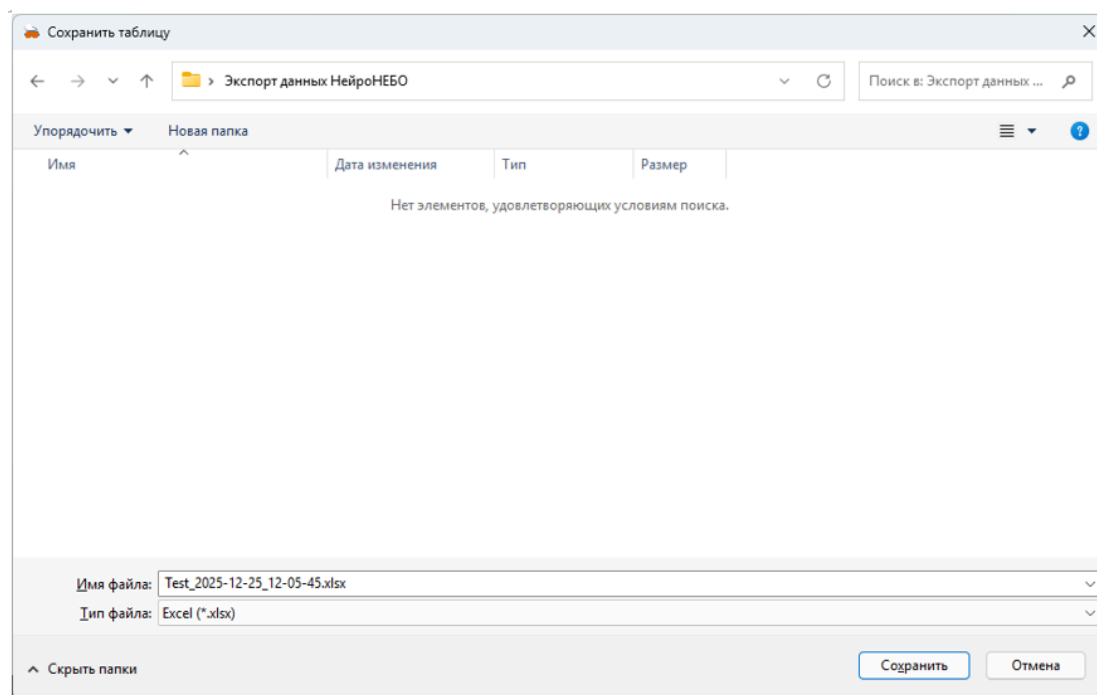 Сохранить таблицу
Экспорт данных НейроНЕБО
Поиск в: Экспорт данных ...
Упорядочить
Новая папка
Имя
Дата изменения
Тип
Размер
Нет элементов, удовлетворяющих условиям поиска.
Имя файла: Test_2025-12-25_12-05-45.xlsx
Тип файла: Excel (*.xlsx)
Скрыть папки
Сохранить
Отмена